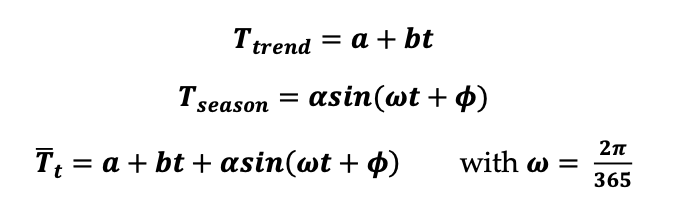 T_trend = a + bt
T_season = αsin(ωt + ϕ)
T̅_t = a + bt + αsin(ωt + ϕ) with ω = 2π/365